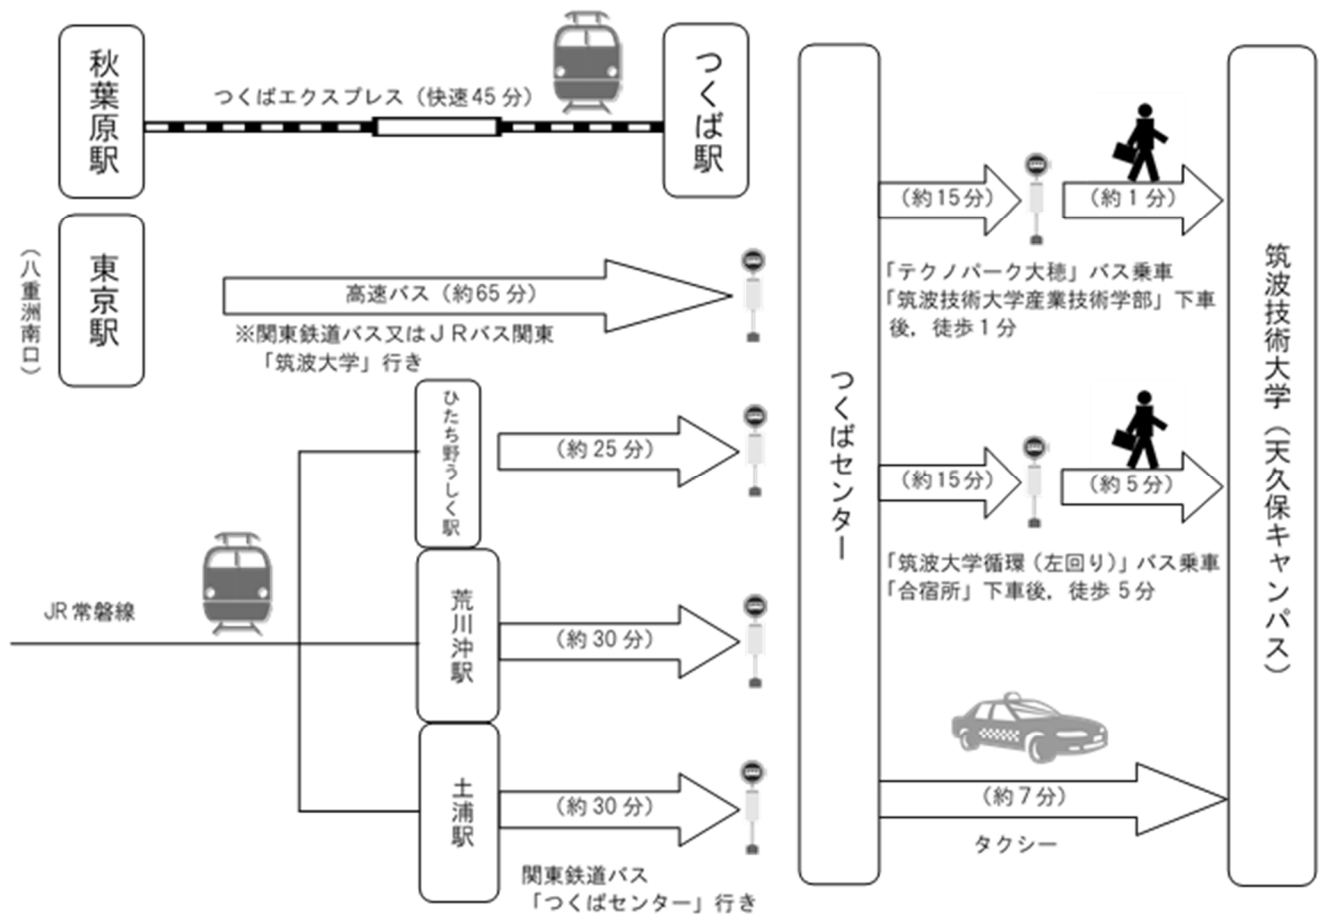 秋葉原駅
つくばエクスプレス（快速45分）
つくば駅
（八重洲南口）
東京駅
高速バス（約65分）
※関東鉄道バス又はＪＲバス関東
「筑波大学」行き
JR常磐線
ひたち野うしく駅
（約25分）
荒川沖駅
（約30分）
土浦駅
（約30分）
関東鉄道バス
「つくばセンター」行き
つくばセンター
（約15分）
（約1分）
「テクノパーク大穂」バス乗車
「筑波技術大学産業技術学部」下車
後，徒歩1分
（約15分）
（約5分）
「筑波大学循環（左回り）」バス乗車
「合宿所」下車後，徒歩5分
（約7分）
タクシー
筑波技術大学（天久保キャンパス）